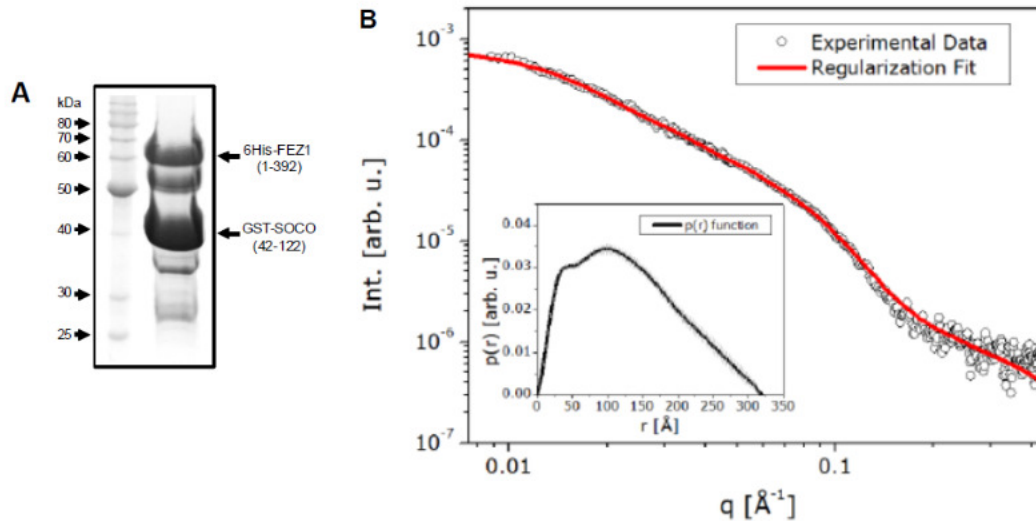 A
kDa
80
70
60
50
40
30
25
6His-FEZ1
(1-392)
GST-SOCO
(42-122)
B
Int. [arb. u.]
10⁻³
10⁻⁴
10⁻⁵
10⁻⁶
10⁻⁷
Experimental Data
Regularization Fit
p(r) function
p(r) [arb. u.]
0.04
0.03
0.02
0.01
0.00
0 50 100 150 200 250 300 350
r [Å]
0.01 0.1
q [Å⁻¹]